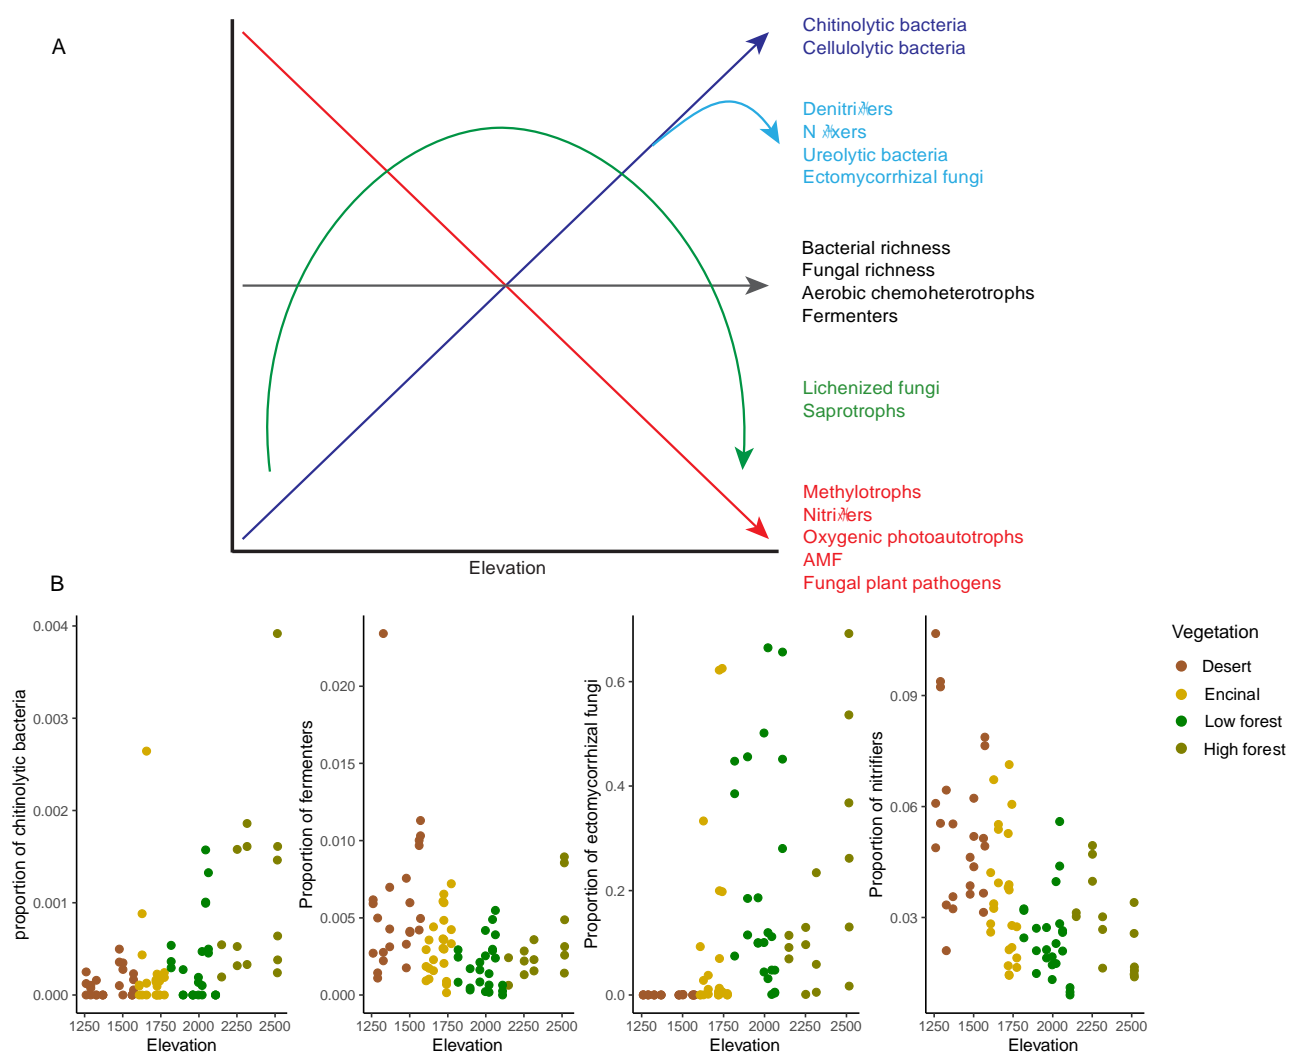 A
Chitinolytic bacteria
Cellulolytic bacteria
Ureolytic bacteria
Ectomycorrhizal fungi
Bacterial richness
Fungal richness
Aerobic chemoheterotrophs
Fermenters
Lichenized fungi
Saprotrophs
Methylotrophs
Oxygenic photoautotrophs
AMF
Fungal plant pathogens
Elevation
B
proportion of chitinolytic bacteria
0.004
0.003
0.002
0.001
0.000
1250 1500 1750 2000 2250 2500
Elevation
Proportion of fermenters
0.020
0.015
0.010
0.005
0.000
1250 1500 1750 2000 2250 2500
Elevation
Proportion of ectomycorrhizal fungi
0.6
0.4
0.2
0.0
1250 1500 1750 2000 2250 2500
Elevation
Proportion of nitrifiers
0.09
0.06
0.03
1250 1500 1750 2000 2250 2500
Elevation
Vegetation
Desert
Encinal
Low forest
High forest